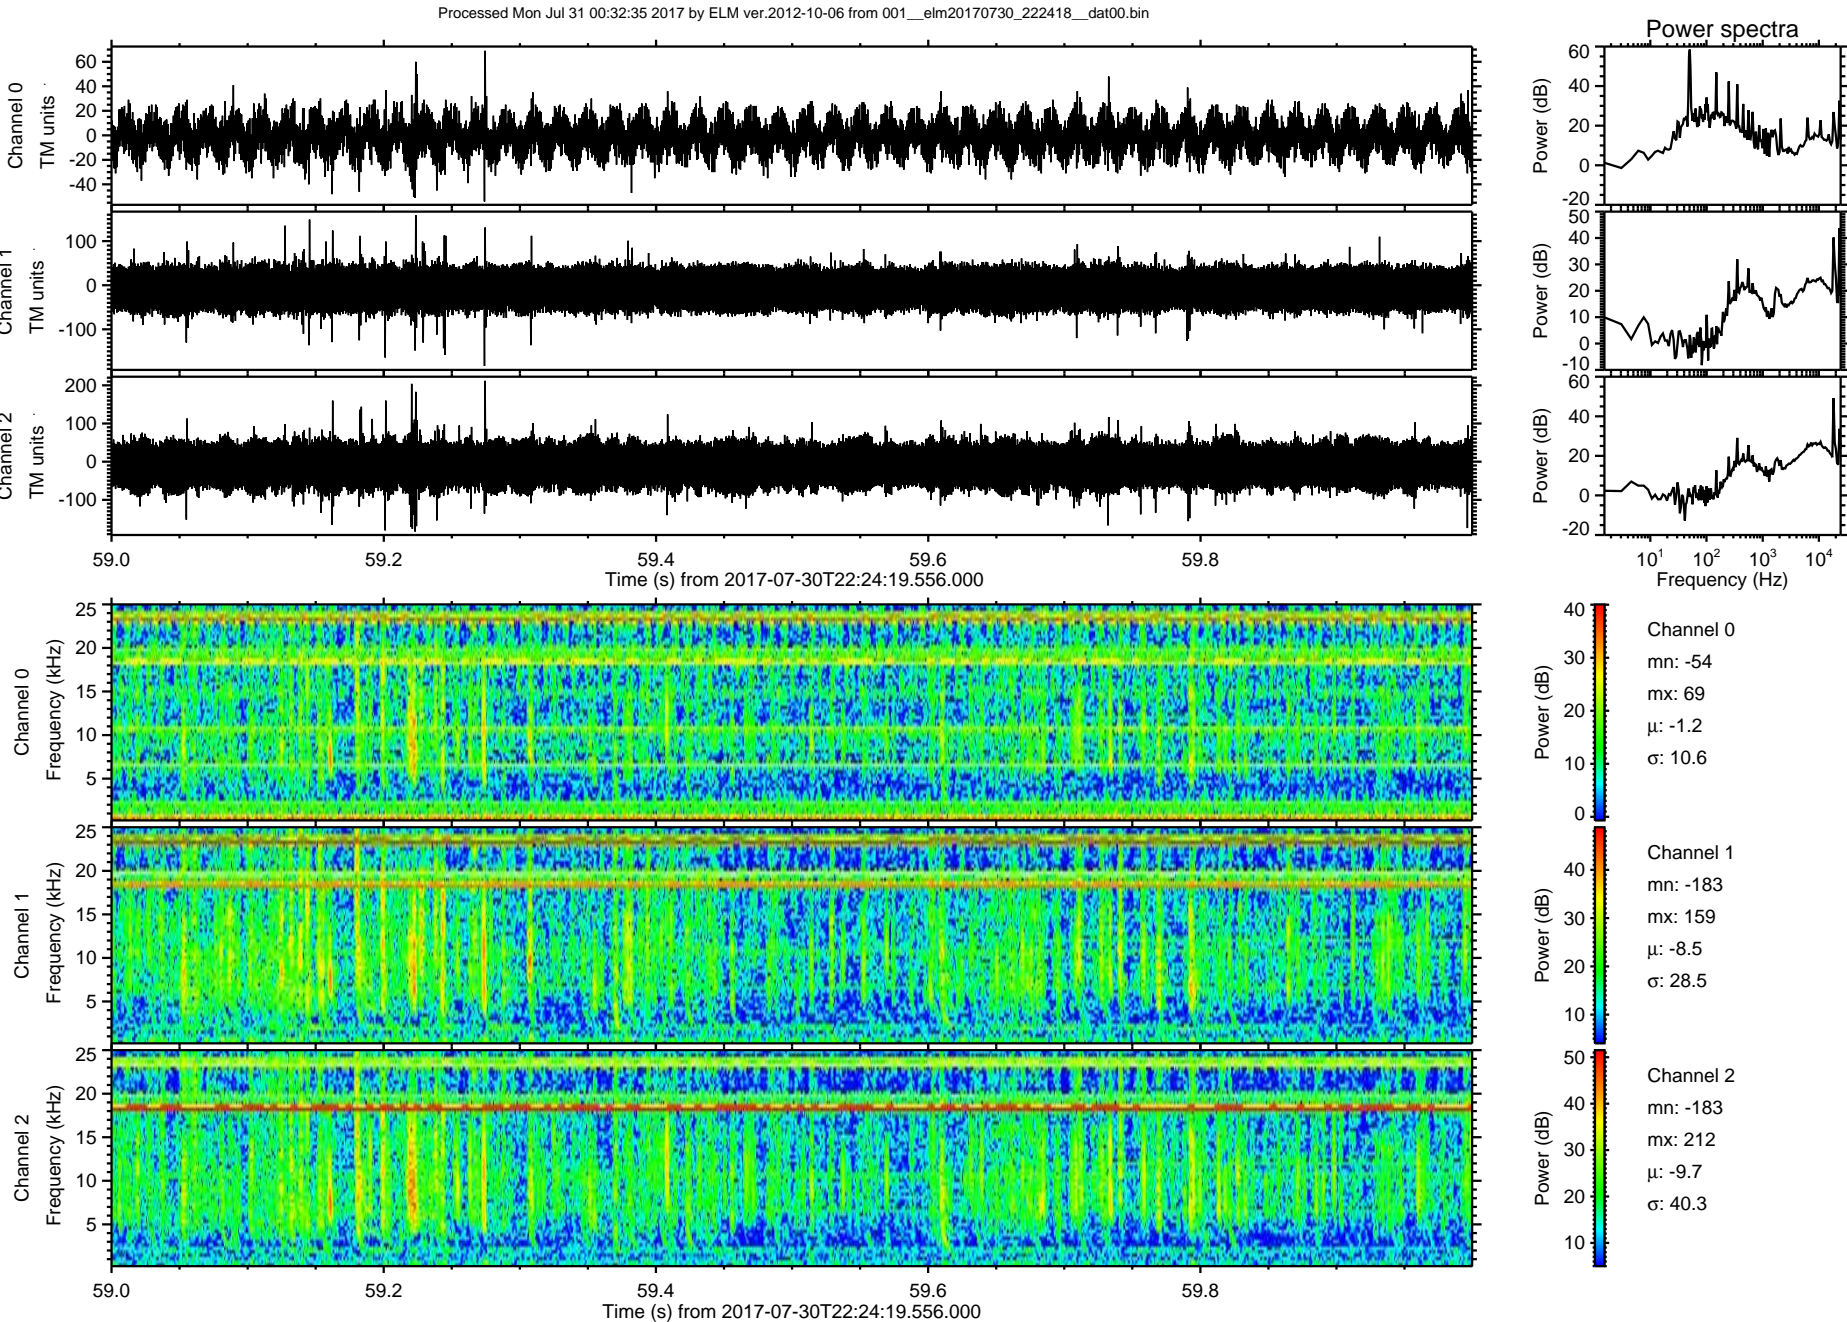 Processed Mon Jul 31 00:32:35 2017 by ELM ver.2012-10-06 from 001__elm20170730_222418__dat00.bin
Power spectra
Channel 0
TM units
60
40
20
0
-20
-40
Power (dB)
60
40
20
0
-20
Channel 1
TM units
100
0
-100
Power (dB)
50
40
30
20
10
0
-10
Channel 2
TM units
200
100
0
-100
Power (dB)
60
40
20
0
-20
59.0 59.2 59.4 59.6 59.8
Time (s) from 2017-07-30T22:24:19.556.000
10^1 10^2 10^3 10^4
Frequency (Hz)
Channel 0
Frequency (kHz)
25
20
15
10
5
Power (dB)
40
30
20
10
0
Channel 0
mn: -54
mx: 69
μ: -1.2
σ: 10.6
Channel 1
Frequency (kHz)
25
20
15
10
5
Power (dB)
40
30
20
10
Channel 1
mn: -183
mx: 159
μ: -8.5
σ: 28.5
Channel 2
Frequency (kHz)
25
20
15
10
5
Power (dB)
50
40
30
20
10
Channel 2
mn: -183
mx: 212
μ: -9.7
σ: 40.3
59.0 59.2 59.4 59.6 59.8
Time (s) from 2017-07-30T22:24:19.556.000